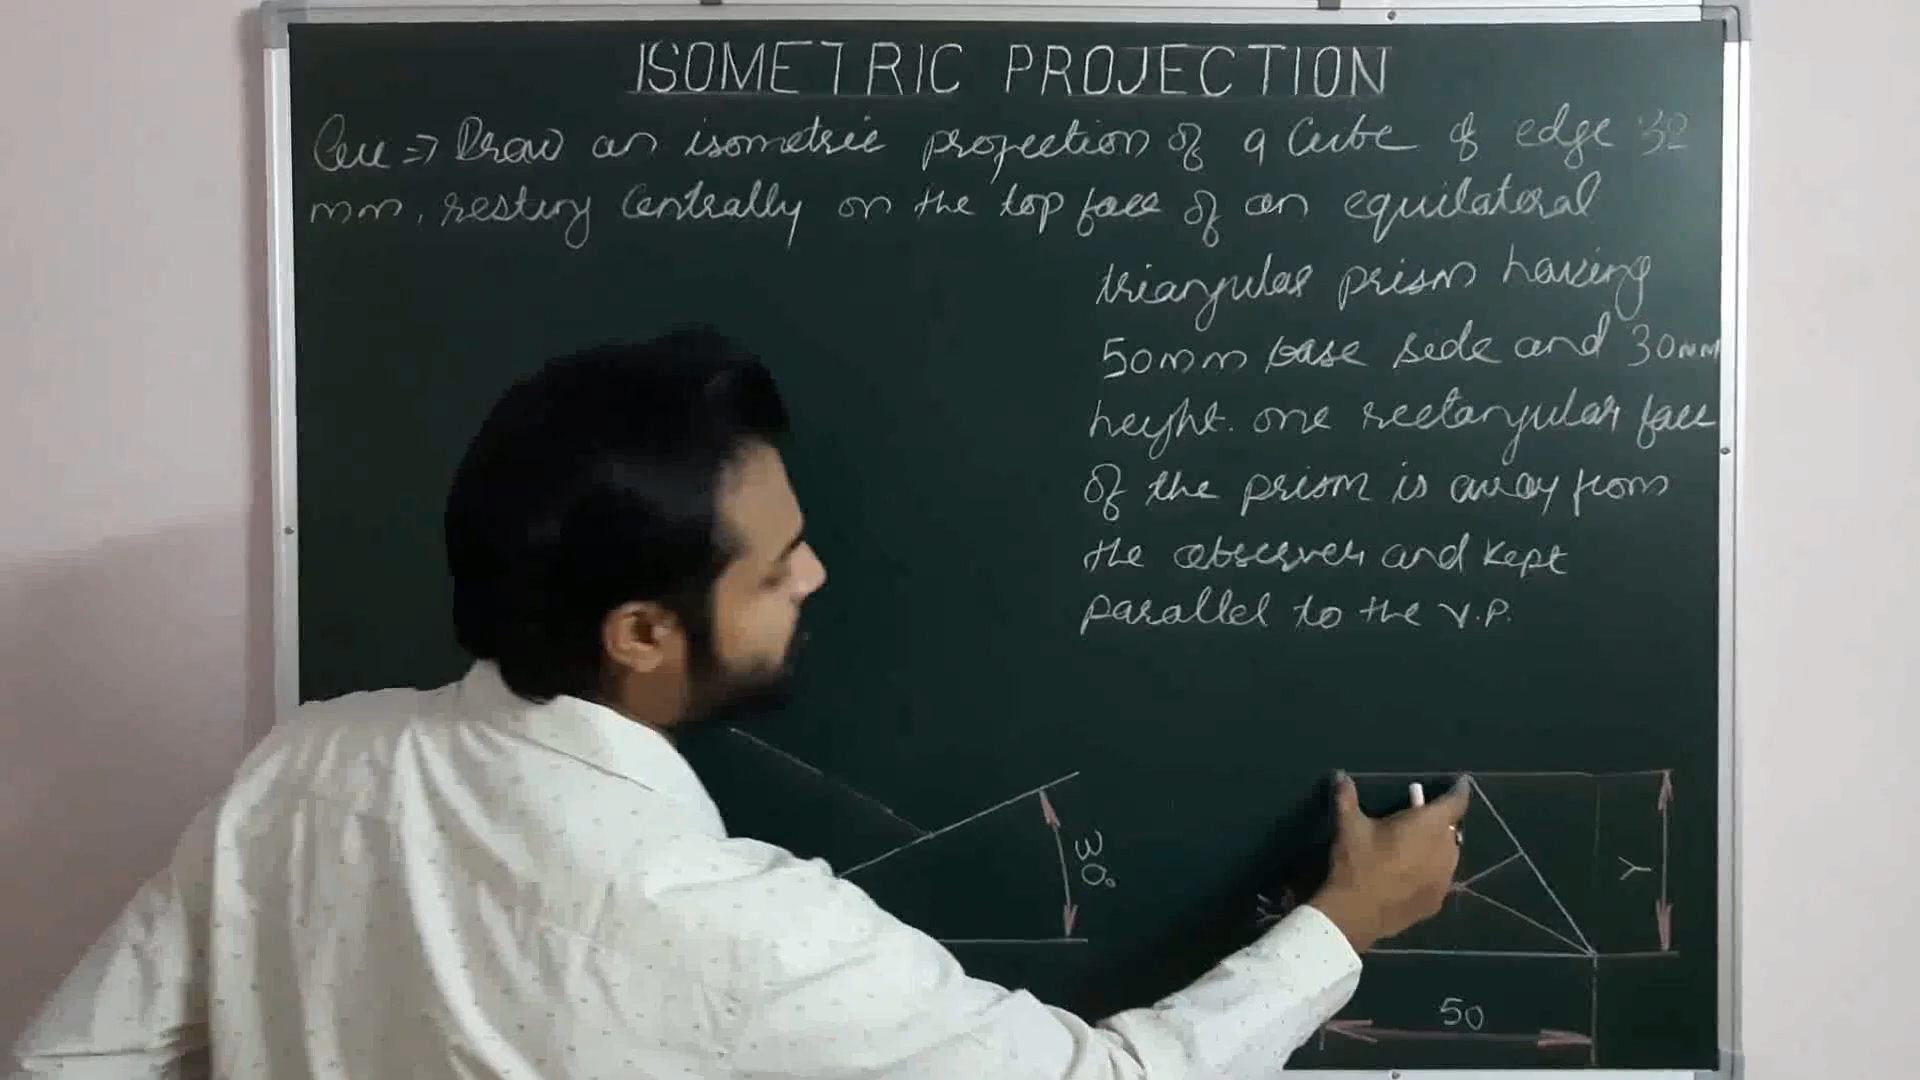 ISOMETRIC PROJECTION
Que => Draw an isometric projection of a Cube of edge 32
mm, resting Centrally on the top face of an equilateral
triangular prism having
50mm base side and 30mm
height. one rectangular face
of the prism is away from
the observer and kept
parallel to the V.P.
30°
Y
50